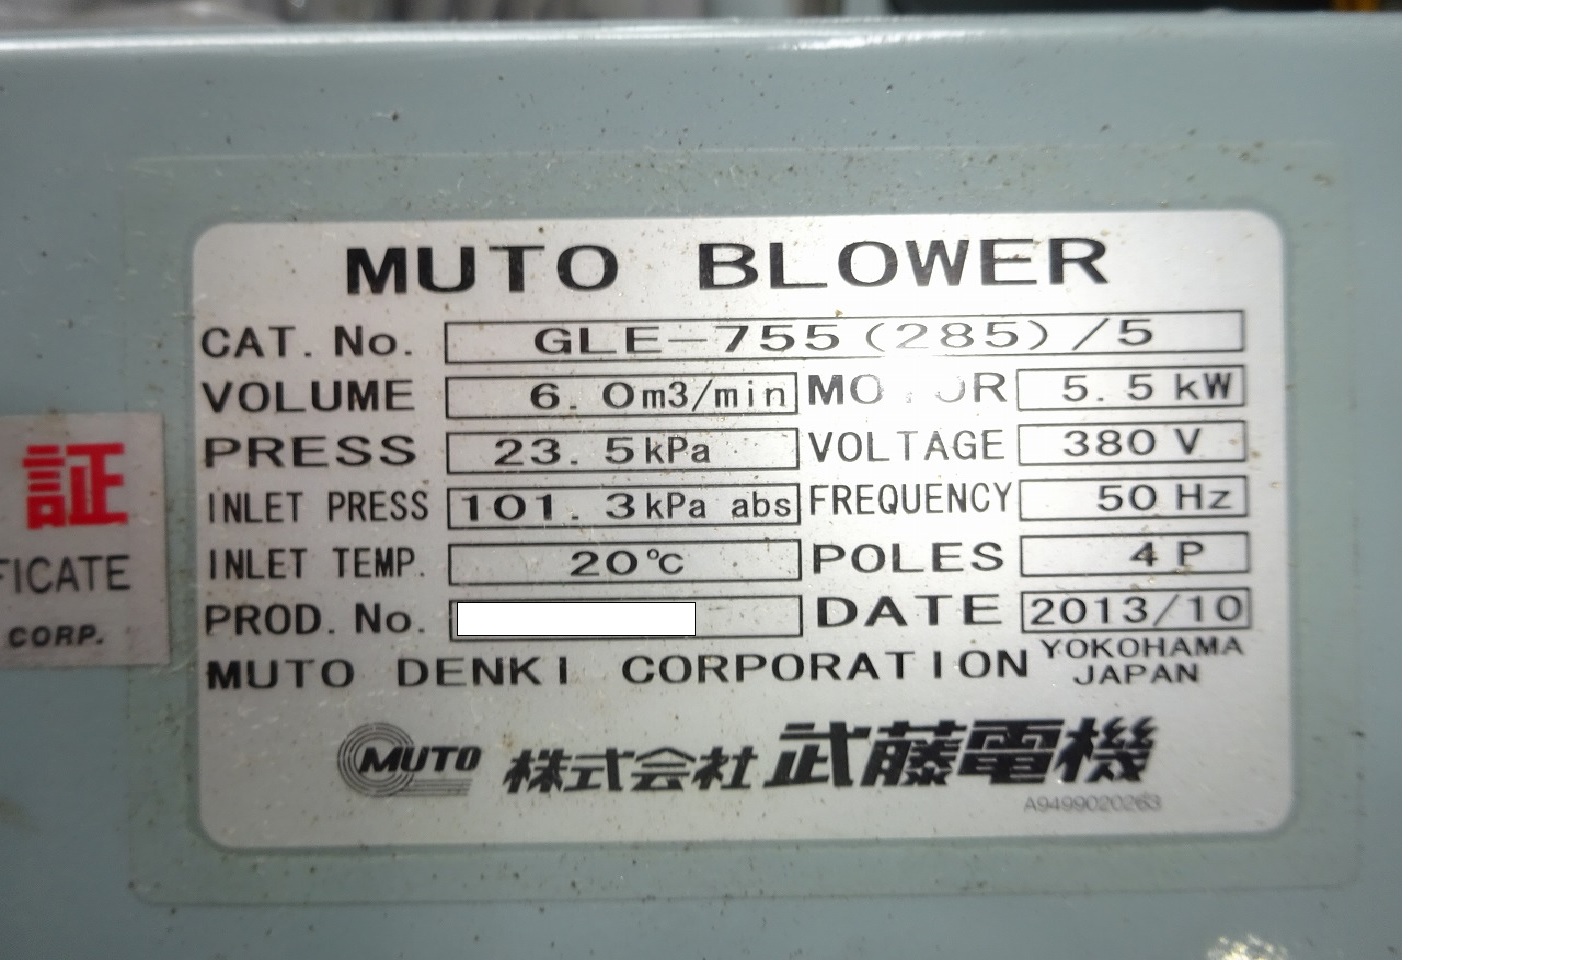 MUTO BLOWER
CAT. No. GLE-755(285)/5
VOLUME 6.0m3/min MOTOR 5.5kW
PRESS 23.5kPa VOLTAGE 380V
INLET PRESS 101.3kPa abs FREQUENCY 50Hz
INLET TEMP. 20℃ POLES 4P
PROD. No. DATE 2013/10
MUTO DENKI CORPORATION YOKOHAMA JAPAN
MUTO 株式会社 武藤電機
A9499020263
証
FICATE
CORP.